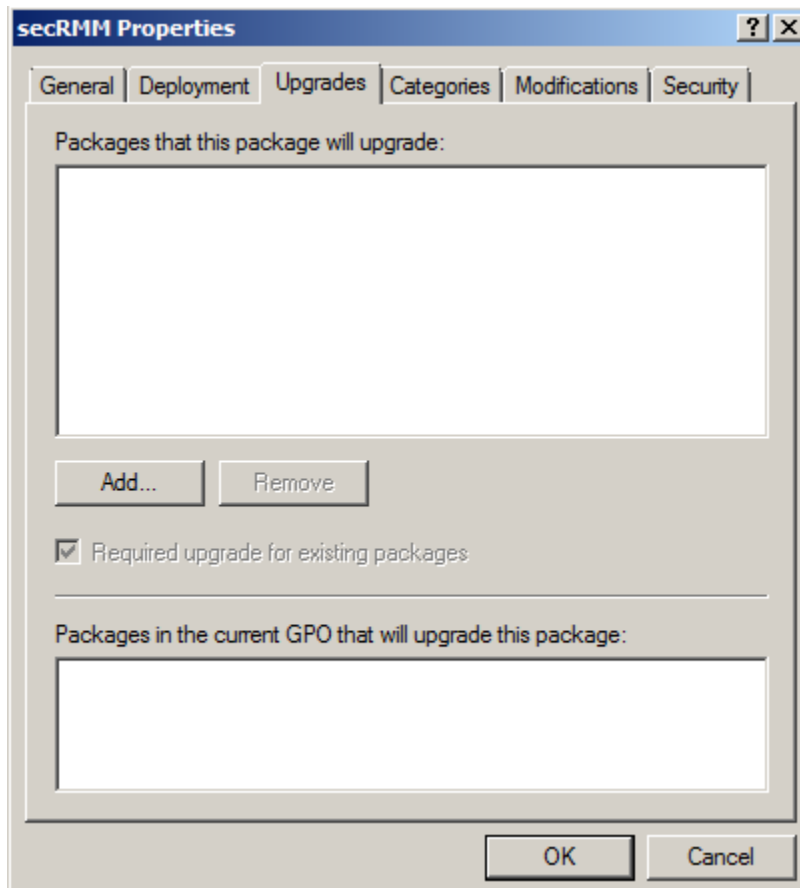 secRMM Properties
General Deployment Upgrades Categories Modifications Security
Packages that this package will upgrade:
Add... Remove
Required upgrade for existing packages
Packages in the current GPO that will upgrade this package:
OK Cancel